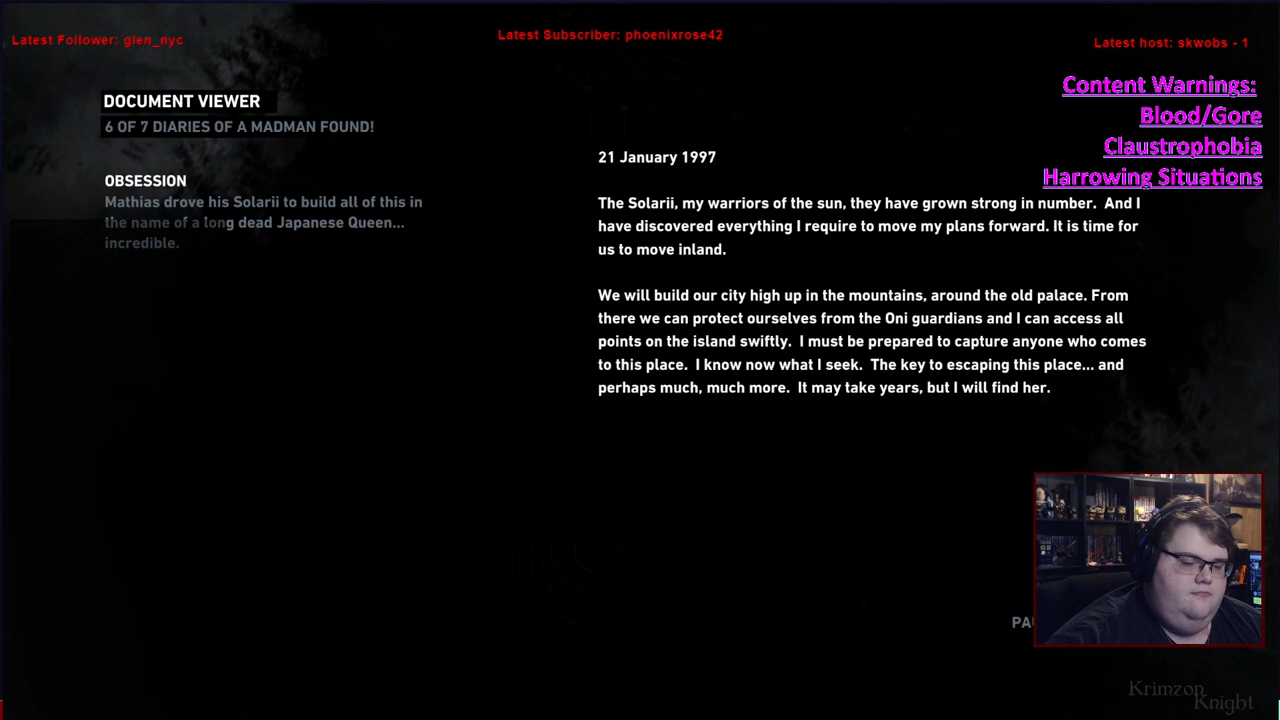 Latest Follower: glen_nyc
Latest Subscriber: phoenixrose42
Latest host: skwobs - 1
Content Warnings:
Blood/Gore
Claustrophobia
Harrowing Situations
DOCUMENT VIEWER
6 OF 7 DIARIES OF A MADMAN FOUND!
OBSESSION
Mathias drove his Solarii to build all of this in
the name of a long dead Japanese Queen...
incredible.
21 January 1997
The Solarii, my warriors of the sun, they have grown strong in number. And I
have discovered everything I require to move my plans forward. It is time for
us to move inland.
We will build our city high up in the mountains, around the old palace. From
there we can protect ourselves from the Oni guardians and I can access all
points on the island swiftly. I must be prepared to capture anyone who comes
to this place. I know now what I seek. The key to escaping this place... and
perhaps much, much more. It may take years, but I will find her.
Krimzon
Knight